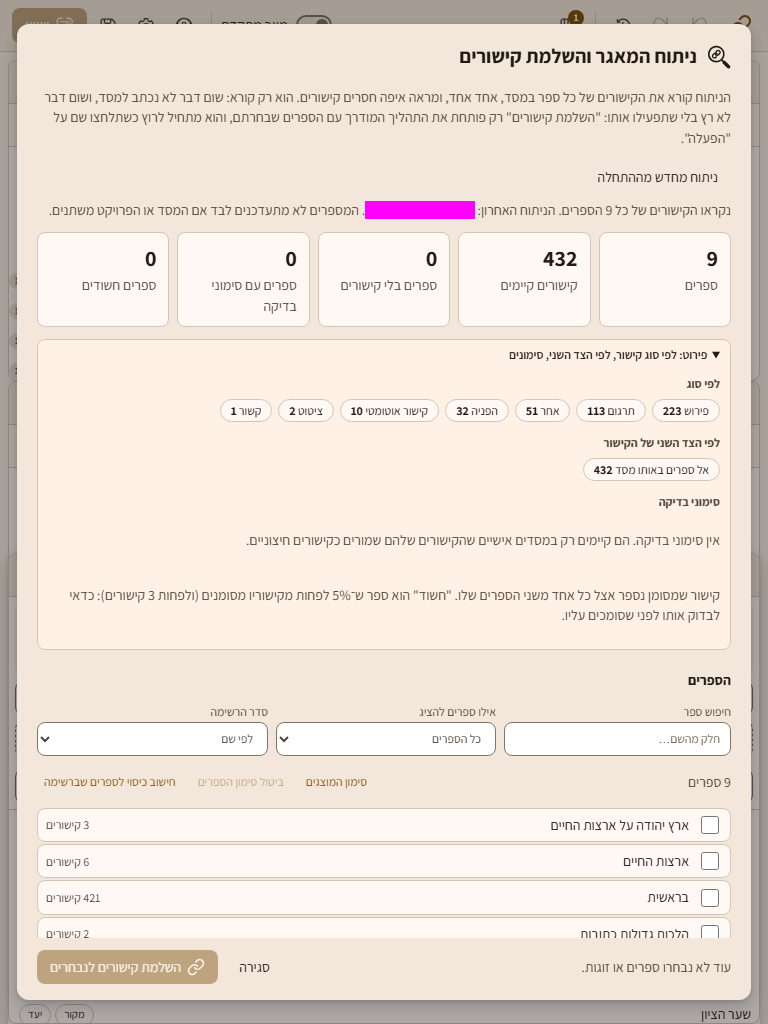 ניתוח המאגר והשלמת קישורים
הניתוח קורא את הקישורים של כל ספר במסד, אחד אחד, ומראה איפה חסרים קישורים. הוא רק קורא: שום דבר לא נכתב למסד, ושום דבר
לא רץ בלי שתפעילו אותו: "השלמת קישורים" רק פותחת את התהליך המודרך עם הספרים שבחרתם, והוא מתחיל לרוץ כשתלחצו שם על
"הפעלה".
ניתוח מחדש מההתחלה
נקראו הקישורים של כל 9 הספרים. הניתוח האחרון: . המספרים לא מתעדכנים לבד אם המסד או הפרויקט משתנים.
9 432 0 0 0
ספרים קישורים קיימים ספרים בלי קישורים ספרים עם סימוני ספרים חשודים
בדיקה
▼ פירוט: לפי סוג קישור, לפי הצד השני, סימונים
לפי סוג
פירוש 223 תרגום 113 אחר 51 הפניה 32 קישור אוטומטי 10 ציטוט 2 קשור 1
לפי הצד השני של הקישור
אל ספרים באותו מסד 432
סימוני בדיקה
אין סימוני בדיקה. הם קיימים רק במסדים אישיים שהקישורים שלהם שמורים כקישורים חיצוניים.
קישור שמסומן נספר אצל כל אחד משני הספרים שלו. "חשוד" הוא ספר ש־5% לפחות מקישוריו מסומנים (ולפחות 3 קישורים): כדאי
לבדוק אותו לפני שסומכים עליו.
הספרים
חיפוש ספר אילו ספרים להציג סדר הרשימה
חלק מהשם... כל הספרים לפי שם
9 ספרים סימון המוצגים ביטול סימון הספרים חישוב כיסוי לספרים שברשימה
ארץ יהודה על ארצות החיים 3 קישורים
ארצות החיים 6 קישורים
בראשית 421 קישורים
הלכות גדולות כתובות 2 קישורים
עוד לא נבחרו ספרים או זוגות. סגירה השלמת קישורים לנבחרים
שער הציון מקור יעד